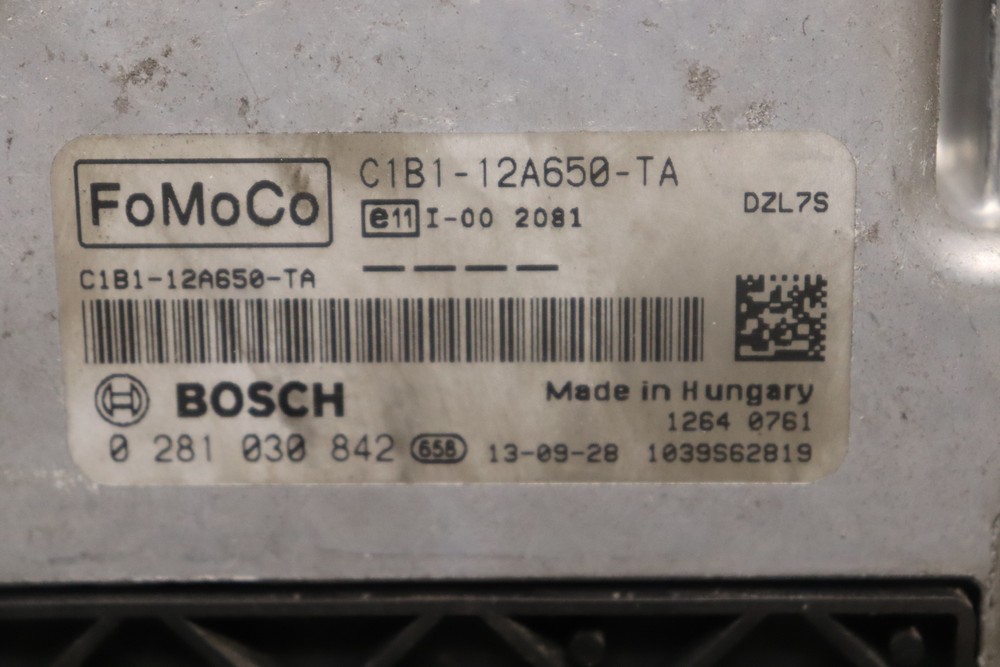 FoMoCo
C1B1-12A650-TA
e11 I-00 2081
DZL7S
— — — —
C1B1-12A650-TA
BOSCH
Made in Hungary
1264 0761
0 281 030 842 658 13-09-28 1039S62819